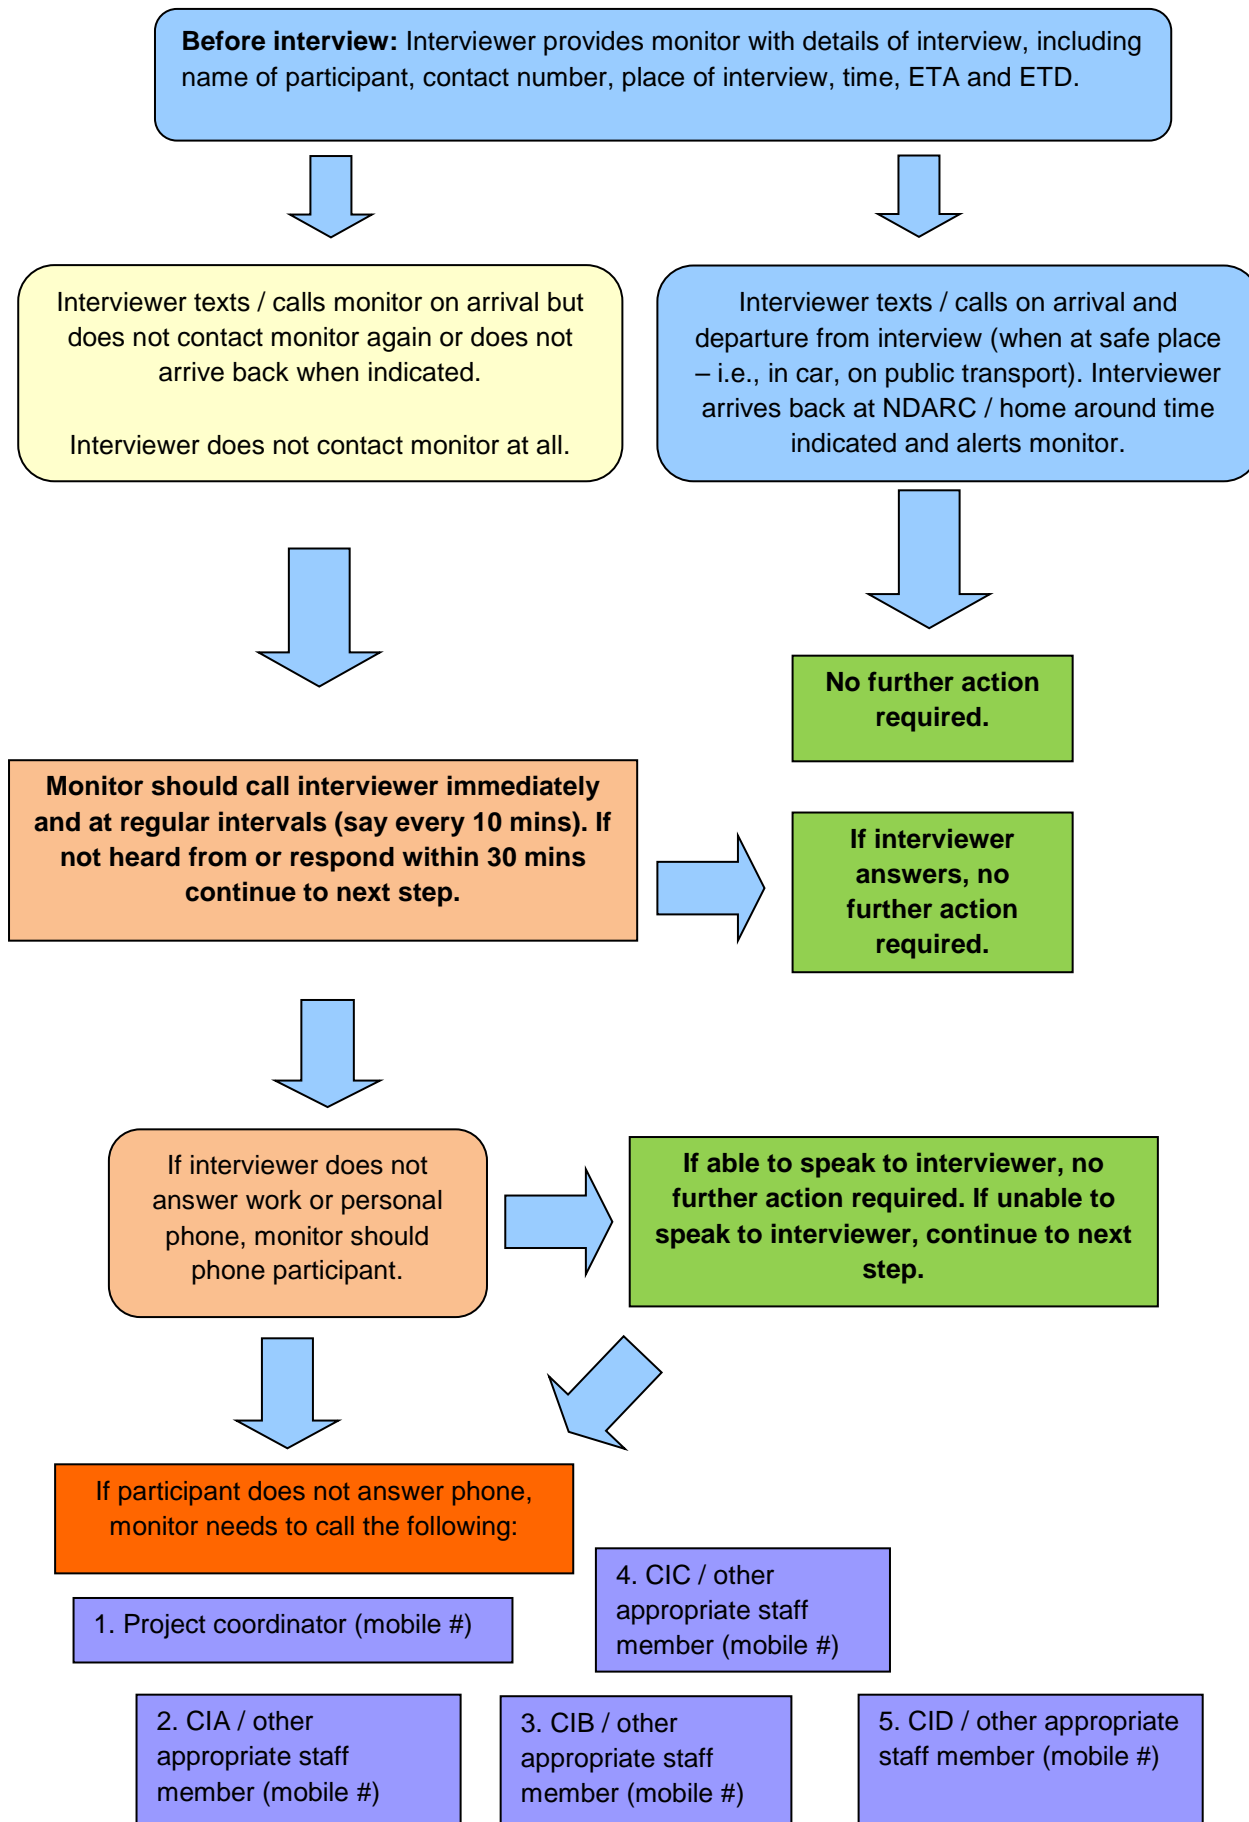 Before interview: Interviewer provides monitor with details of interview, including
name of participant, contact number, place of interview, time, ETA and ETD.
Interviewer texts / calls monitor on arrival but
does not contact monitor again or does not
arrive back when indicated.
Interviewer does not contact monitor at all.
Interviewer texts / calls on arrival and
departure from interview (when at safe place
– i.e., in car, on public transport). Interviewer
arrives back at NDARC / home around time
indicated and alerts monitor.
No further action
required.
Monitor should call interviewer immediately
and at regular intervals (say every 10 mins). If
not heard from or respond within 30 mins
continue to next step.
If interviewer
answers, no
further action
required.
If interviewer does not
answer work or personal
phone, monitor should
phone participant.
If able to speak to interviewer, no
further action required. If unable to
speak to interviewer, continue to next
step.
If participant does not answer phone,
monitor needs to call the following:
1. Project coordinator (mobile #)
2. CIA / other
appropriate staff
member (mobile #)
3. CIB / other
appropriate staff
member (mobile #)
4. CIC / other
appropriate staff
member (mobile #)
5. CID / other appropriate
staff member (mobile #)